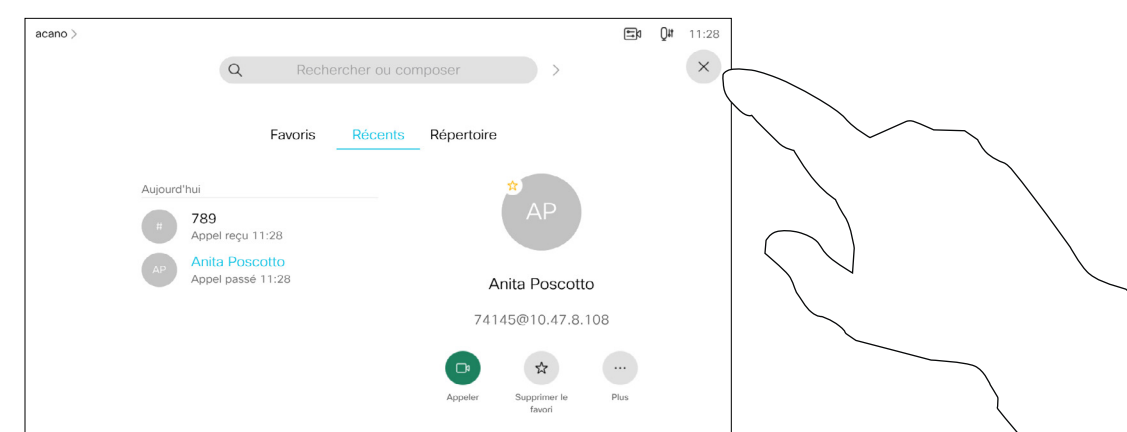 acano
11:28
Rechercher ou composer
Favoris Récents Répertoire
Aujourd'hui
#
789
Appel reçu 11:28
AP
Anita Poscotto
Appel passé 11:28
AP
Anita Poscotto
74145@10.47.8.108
Appeler
Supprimer le
favori
Plus